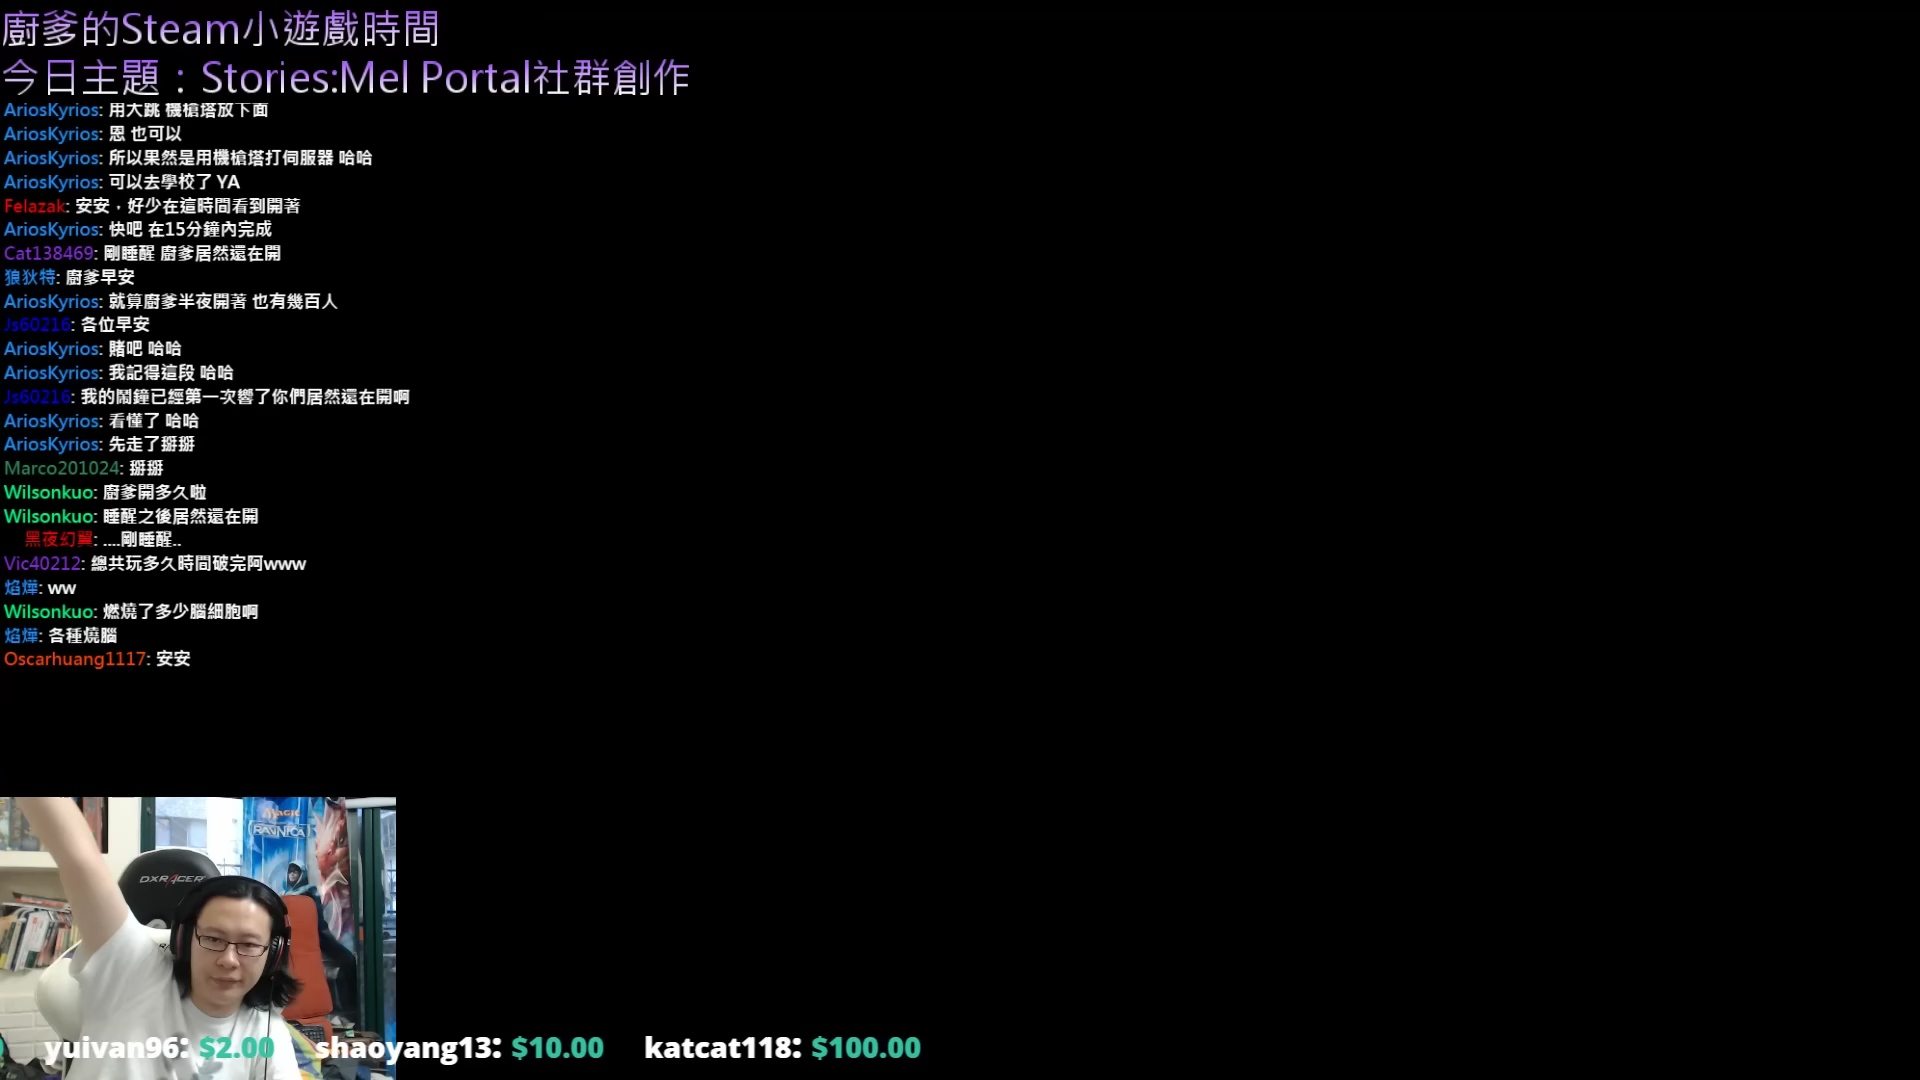 廚爹的Steam小遊戲時間
今日主題：Stories:Mel Portal社群創作
AriosKyrios: 用大跳 機槍塔放下面
AriosKyrios: 恩 也可以
AriosKyrios: 所以果然是用機槍塔打伺服器 哈哈
AriosKyrios: 可以去學校了 YA
Felazak: 安安，好少在這時間看到開著
AriosKyrios: 快吧 在15分鐘內完成
Cat138469: 剛睡醒 廚爹居然還在開
狼狄特: 廚爹早安
AriosKyrios: 就算廚爹半夜開著 也有幾百人
Js60216: 各位早安
AriosKyrios: 賭吧 哈哈
AriosKyrios: 我記得這段 哈哈
Js60216: 我的鬧鐘已經第一次響了你們居然還在開啊
AriosKyrios: 看懂了 哈哈
AriosKyrios: 先走了掰掰
Marco201024: 掰掰
Wilsonkuo: 廚爹開多久啦
Wilsonkuo: 睡醒之後居然還在開
黑夜幻翼: ....剛睡醒..
Vic40212: 總共玩多久時間破完阿www
焰燁: ww
Wilsonkuo: 燃燒了多少腦細胞啊
焰燁: 各種燒腦
Oscarhuang1117: 安安
MAGIC
RAVNICA
DXRACER
yuivan96: $2.00 shaoyang13: $10.00 katcat118: $100.00